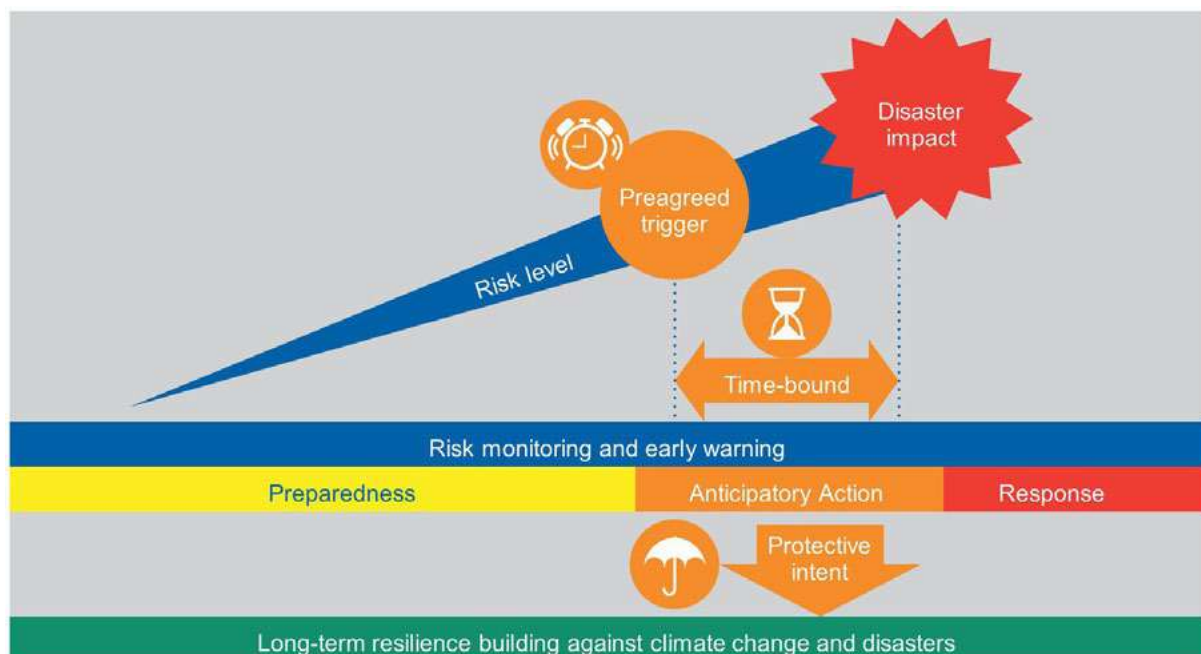 Disaster
impact
Preagreed
trigger
Risk level
Time-bound
Risk monitoring and early warning
Preparedness
Anticipatory Action
Response
Protective
intent
Long-term resilience building against climate change and disasters